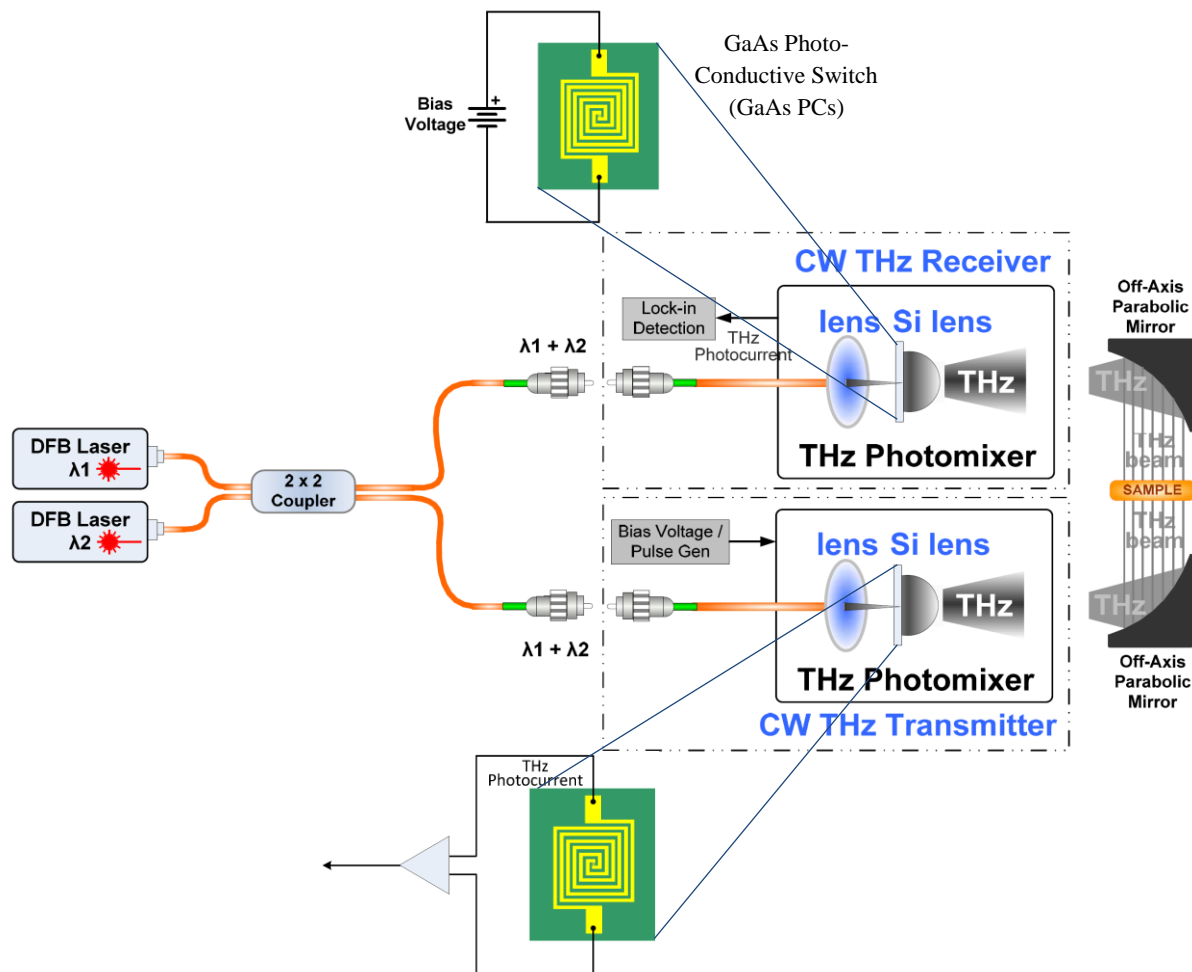 GaAs Photo-
Conductive Switch
(GaAs PCs)
+
Bias
Voltage
CW THz Receiver
Lock-in
Detection
THz
Photocurrent
lens Si lens
THz
THz Photomixer
Off-Axis
Parabolic
Mirror
λ1 + λ2
DFB Laser
λ1
DFB Laser
λ2
2 x 2
Coupler
THz
THz
beam
SAMPLE
THz
beam
THz
Bias Voltage /
Pulse Gen
lens Si lens
THz
THz Photomixer
CW THz Transmitter
λ1 + λ2
Off-Axis
Parabolic
Mirror
THz
Photocurrent